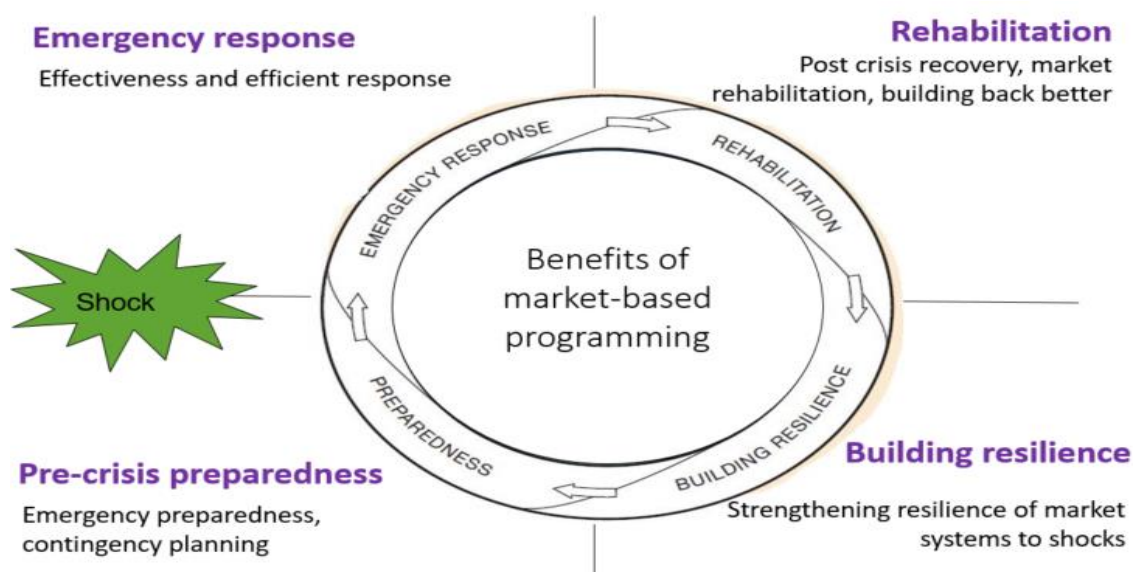 Emergency response
Effectiveness and efficient response
Rehabilitation
Post crisis recovery, market
rehabilitation, building back better
EMERGENCY RESPONSE
REHABILITATION
Shock
Benefits of
market-based
programming
PREPAREDNESS
BUILDING RESILIENCE
Pre-crisis preparedness
Emergency preparedness,
contingency planning
Building resilience
Strengthening resilience of market
systems to shocks